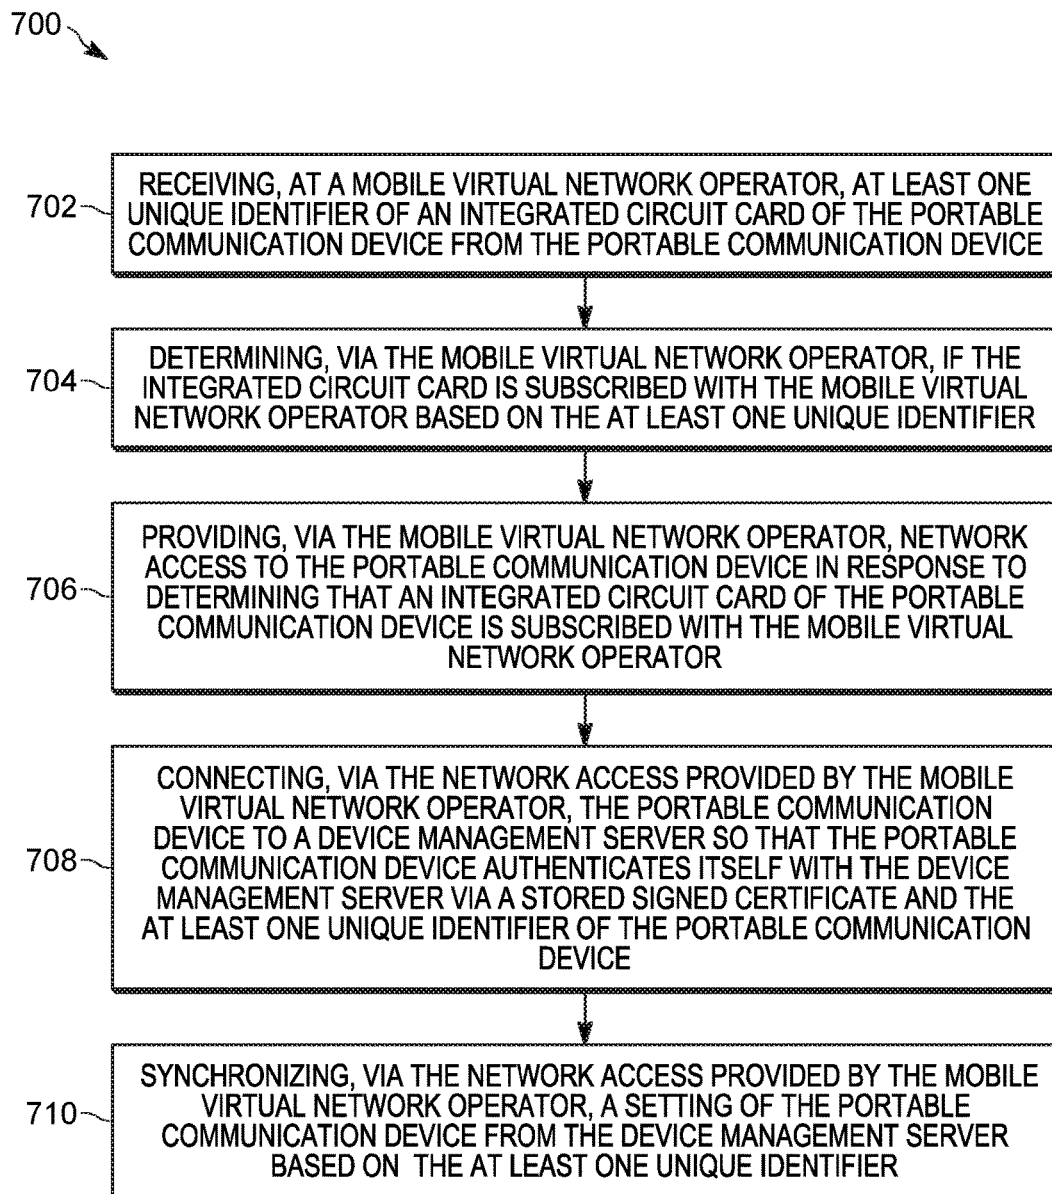 700
702
RECEIVING, AT A MOBILE VIRTUAL NETWORK OPERATOR, AT LEAST ONE
UNIQUE IDENTIFIER OF AN INTEGRATED CIRCUIT CARD OF THE PORTABLE
COMMUNICATION DEVICE FROM THE PORTABLE COMMUNICATION DEVICE
704
DETERMINING, VIA THE MOBILE VIRTUAL NETWORK OPERATOR, IF THE
INTEGRATED CIRCUIT CARD IS SUBSCRIBED WITH THE MOBILE VIRTUAL
NETWORK OPERATOR BASED ON THE AT LEAST ONE UNIQUE IDENTIFIER
706
PROVIDING, VIA THE MOBILE VIRTUAL NETWORK OPERATOR, NETWORK
ACCESS TO THE PORTABLE COMMUNICATION DEVICE IN RESPONSE TO
DETERMINING THAT AN INTEGRATED CIRCUIT CARD OF THE PORTABLE
COMMUNICATION DEVICE IS SUBSCRIBED WITH THE MOBILE VIRTUAL
NETWORK OPERATOR
708
CONNECTING, VIA THE NETWORK ACCESS PROVIDED BY THE MOBILE
VIRTUAL NETWORK OPERATOR, THE PORTABLE COMMUNICATION
DEVICE TO A DEVICE MANAGEMENT SERVER SO THAT THE PORTABLE
COMMUNICATION DEVICE AUTHENTICATES ITSELF WITH THE DEVICE
MANAGEMENT SERVER VIA A STORED SIGNED CERTIFICATE AND THE
AT LEAST ONE UNIQUE IDENTIFIER OF THE PORTABLE COMMUNICATION
DEVICE
710
SYNCHRONIZING, VIA THE NETWORK ACCESS PROVIDED BY THE MOBILE
VIRTUAL NETWORK OPERATOR, A SETTING OF THE PORTABLE
COMMUNICATION DEVICE FROM THE DEVICE MANAGEMENT SERVER
BASED ON THE AT LEAST ONE UNIQUE IDENTIFIER